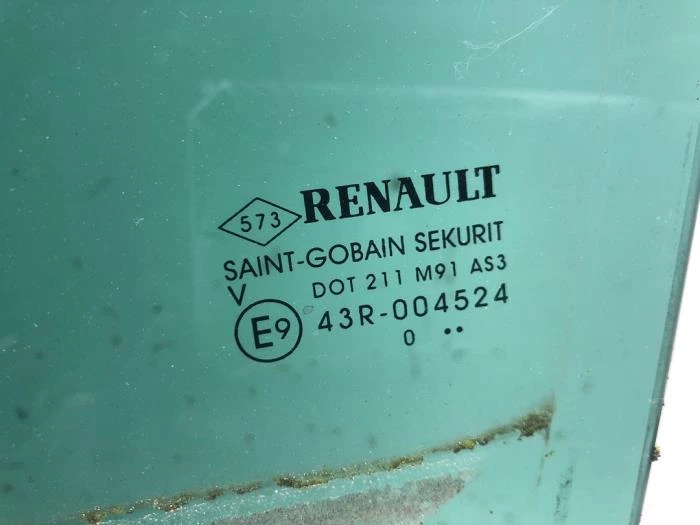 573 RENAULT
SAINT-GOBAIN SEKURIT
V DOT 211 M91 AS3
E9 43R-004524
0 ••